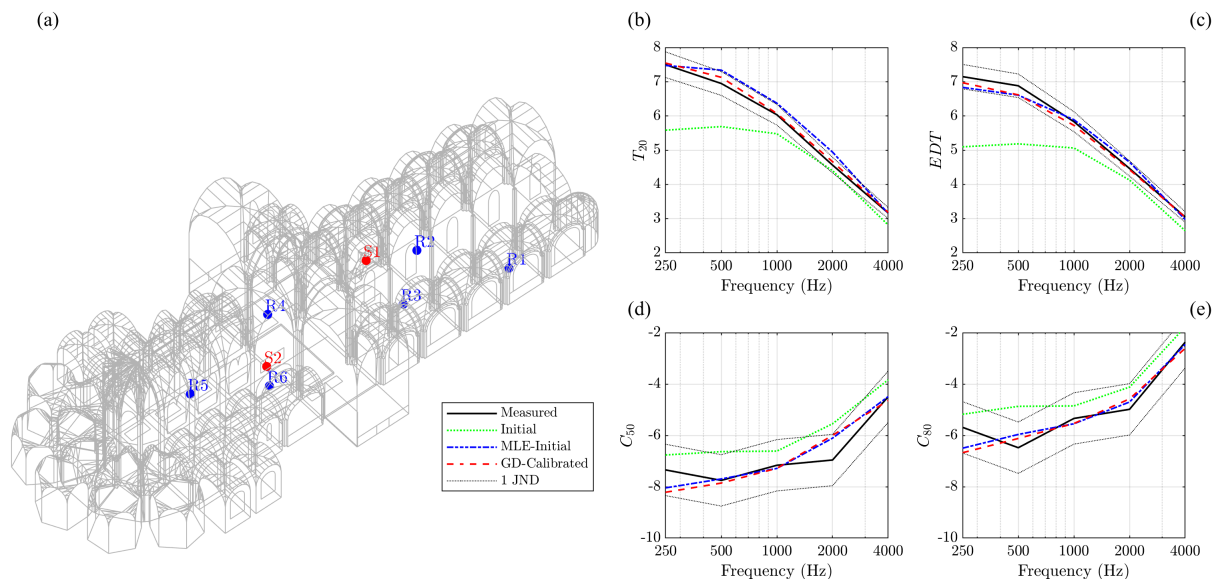 (a)
S1
R2
R1
R3
R4
S2
R6
R5
Measured
Initial
MLE-Initial
GD-Calibrated
1 JND
(b)
8
7
6
5
4
3
2
T20
250 500 1000 2000 4000
Frequency (Hz)
(c)
8
7
6
5
4
3
2
EDT
250 500 1000 2000 4000
Frequency (Hz)
(d)
-2
-4
-6
-8
-10
C50
250 500 1000 2000 4000
Frequency (Hz)
(e)
-2
-4
-6
-8
-10
C80
250 500 1000 2000 4000
Frequency (Hz)